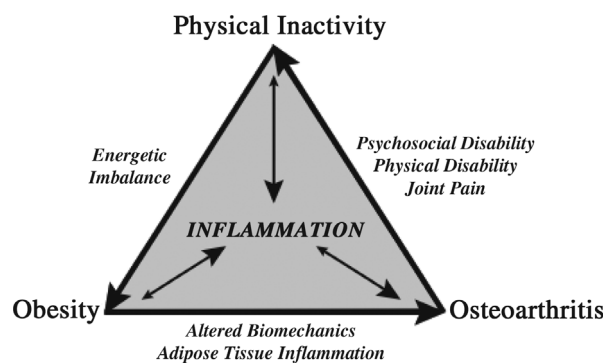 Physical Inactivity
Energetic
Imbalance
Psychosocial Disability
Physical Disability
Joint Pain
INFLAMMATION
Obesity
Osteoarthritis
Altered Biomechanics
Adipose Tissue Inflammation